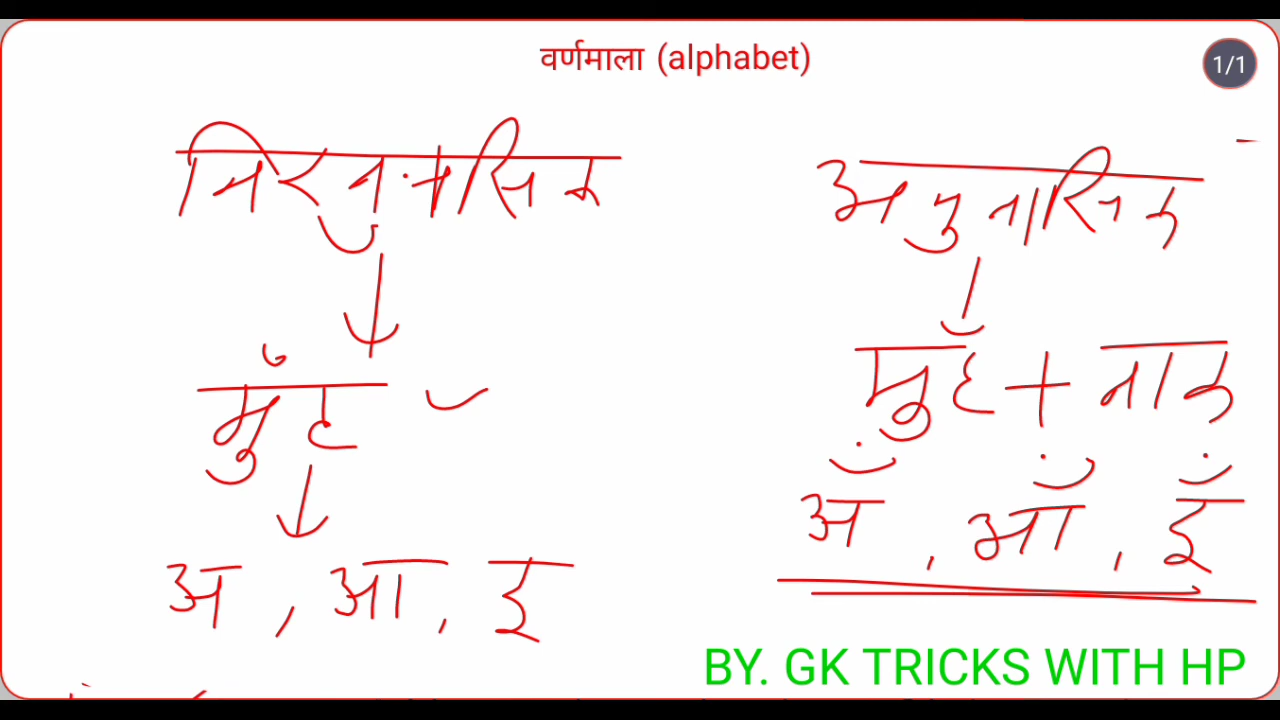 वर्णमाला (alphabet)
1/1
निरनुनासिक
अनुनासिक
मुँह
मुँह + नाक
अ, आ, इ
अँ, आँ, इँ
BY. GK TRICKS WITH HP